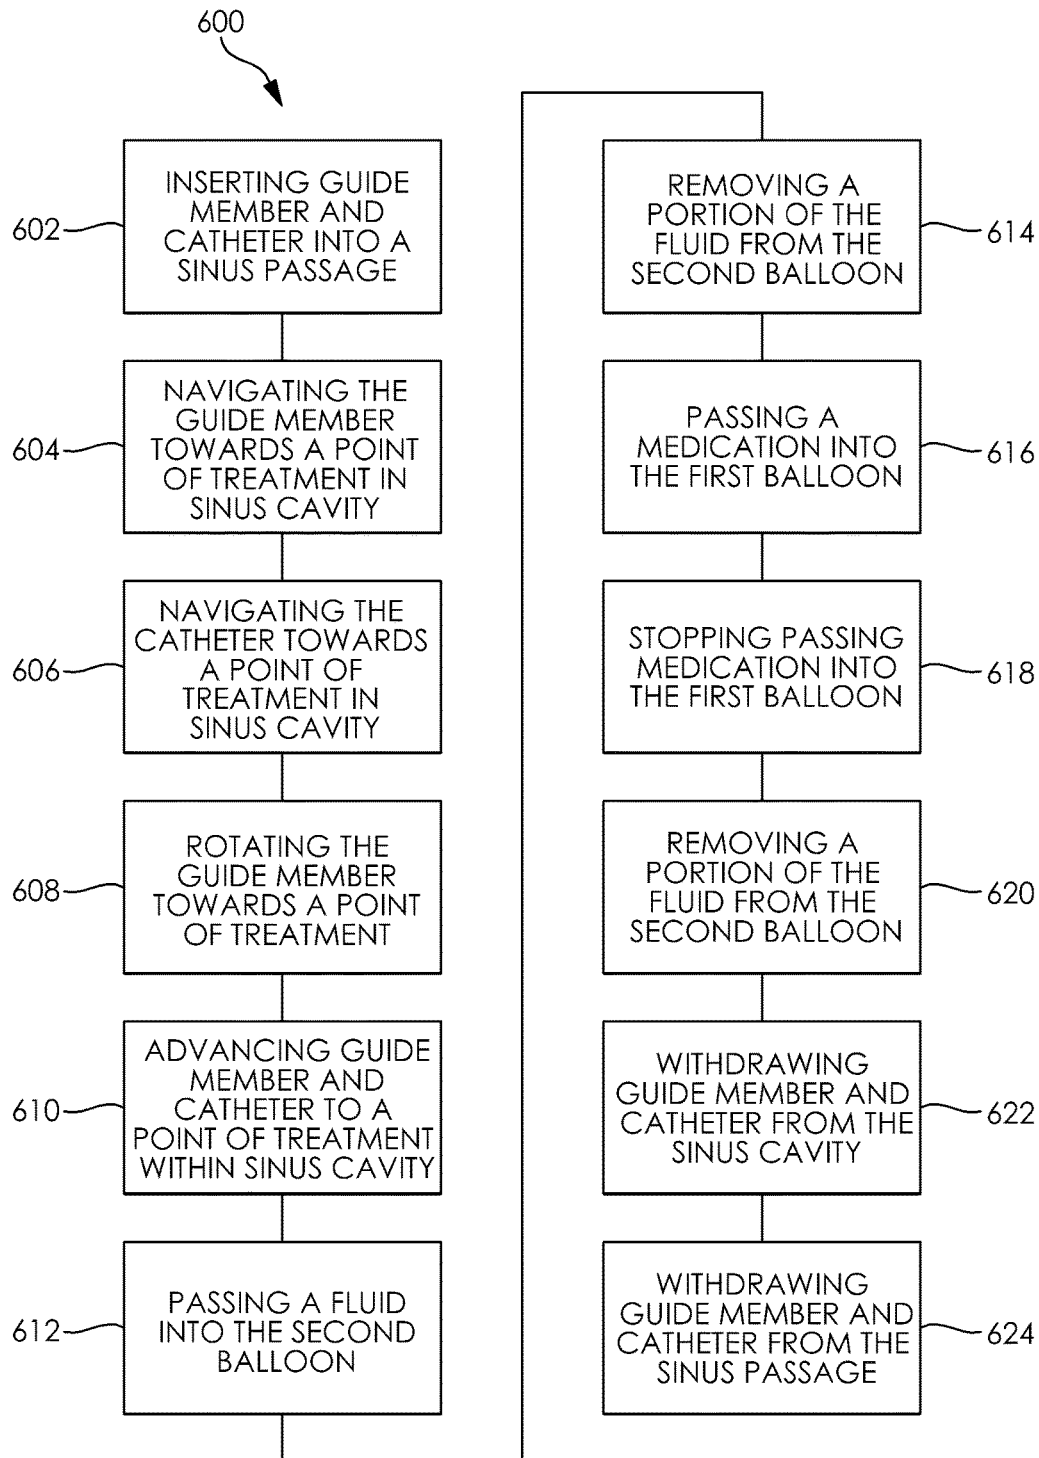 600
602
INSERTING GUIDE
MEMBER AND
CATHETER INTO A
SINUS PASSAGE
604
NAVIGATING THE
GUIDE MEMBER
TOWARDS A POINT
OF TREATMENT IN
SINUS CAVITY
606
NAVIGATING THE
CATHETER TOWARDS
A POINT OF
TREATMENT IN
SINUS CAVITY
608
ROTATING THE
GUIDE MEMBER
TOWARDS A POINT
OF TREATMENT
610
ADVANCING GUIDE
MEMBER AND
CATHETER TO A
POINT OF TREATMENT
WITHIN SINUS CAVITY
612
PASSING A FLUID
INTO THE SECOND
BALLOON
REMOVING A
PORTION OF THE
FLUID FROM THE
SECOND BALLOON
614
PASSING A
MEDICATION INTO
THE FIRST BALLOON
616
STOPPING PASSING
MEDICATION INTO
THE FIRST BALLOON
618
REMOVING A
PORTION OF THE
FLUID FROM THE
SECOND BALLOON
620
WITHDRAWING
GUIDE MEMBER AND
CATHETER FROM THE
SINUS CAVITY
622
WITHDRAWING
GUIDE MEMBER AND
CATHETER FROM THE
SINUS PASSAGE
624